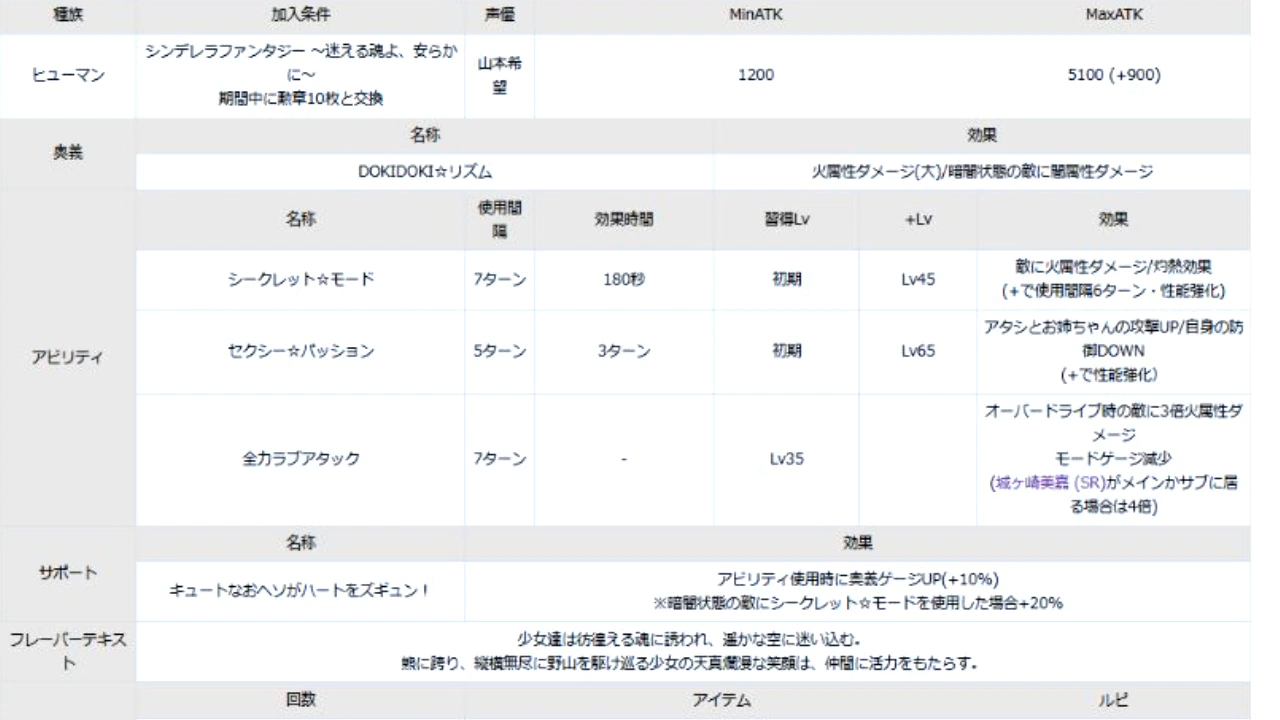 種族 加入条件 声優 MinATK MaxATK
ヒューマン
シンデレラファンタジー ～迷える魂よ、安らか
に～
期間中に勲章10枚と交換
山本希
望
1200
5100 (+900)
奥義
名称 効果
DOKIDOKI☆リズム 火属性ダメージ(大)/暗闇状態の敵に闇属性ダメージ
アビリティ
名称
使用間
隔
効果時間 習得Lv +Lv 効果
シークレット☆モード 7ターン 180秒 初期 Lv45
敵に火属性ダメージ/灼熱効果
(+で使用間隔6ターン・性能強化)
セクシー☆パッション 5ターン 3ターン 初期 Lv65
アタシとお姉ちゃんの攻撃UP/自身の防
御DOWN
(+で性能強化)
全力ラブアタック 7ターン - Lv35
オーバードライブ時の敵に3倍火属性ダ
メージ
モードゲージ減少
(城ヶ崎美嘉 (SR)がメインかサブに居
る場合は4倍)
サポート
名称 効果
キュートなおヘソがハートをズギュン！
アビリティ使用時に奥義ゲージUP(+10%)
※暗闇状態の敵にシークレット☆モードを使用した場合+20%
フレーバーテキス
ト
少女達は彷徨える魂に誘われ、遥かな空に迷い込む。
熊に誇り、縦横無尽に野山を駆け巡る少女の天真爛漫な笑顔は、仲間に活力をもたらす。
回数 アイテム ルピ